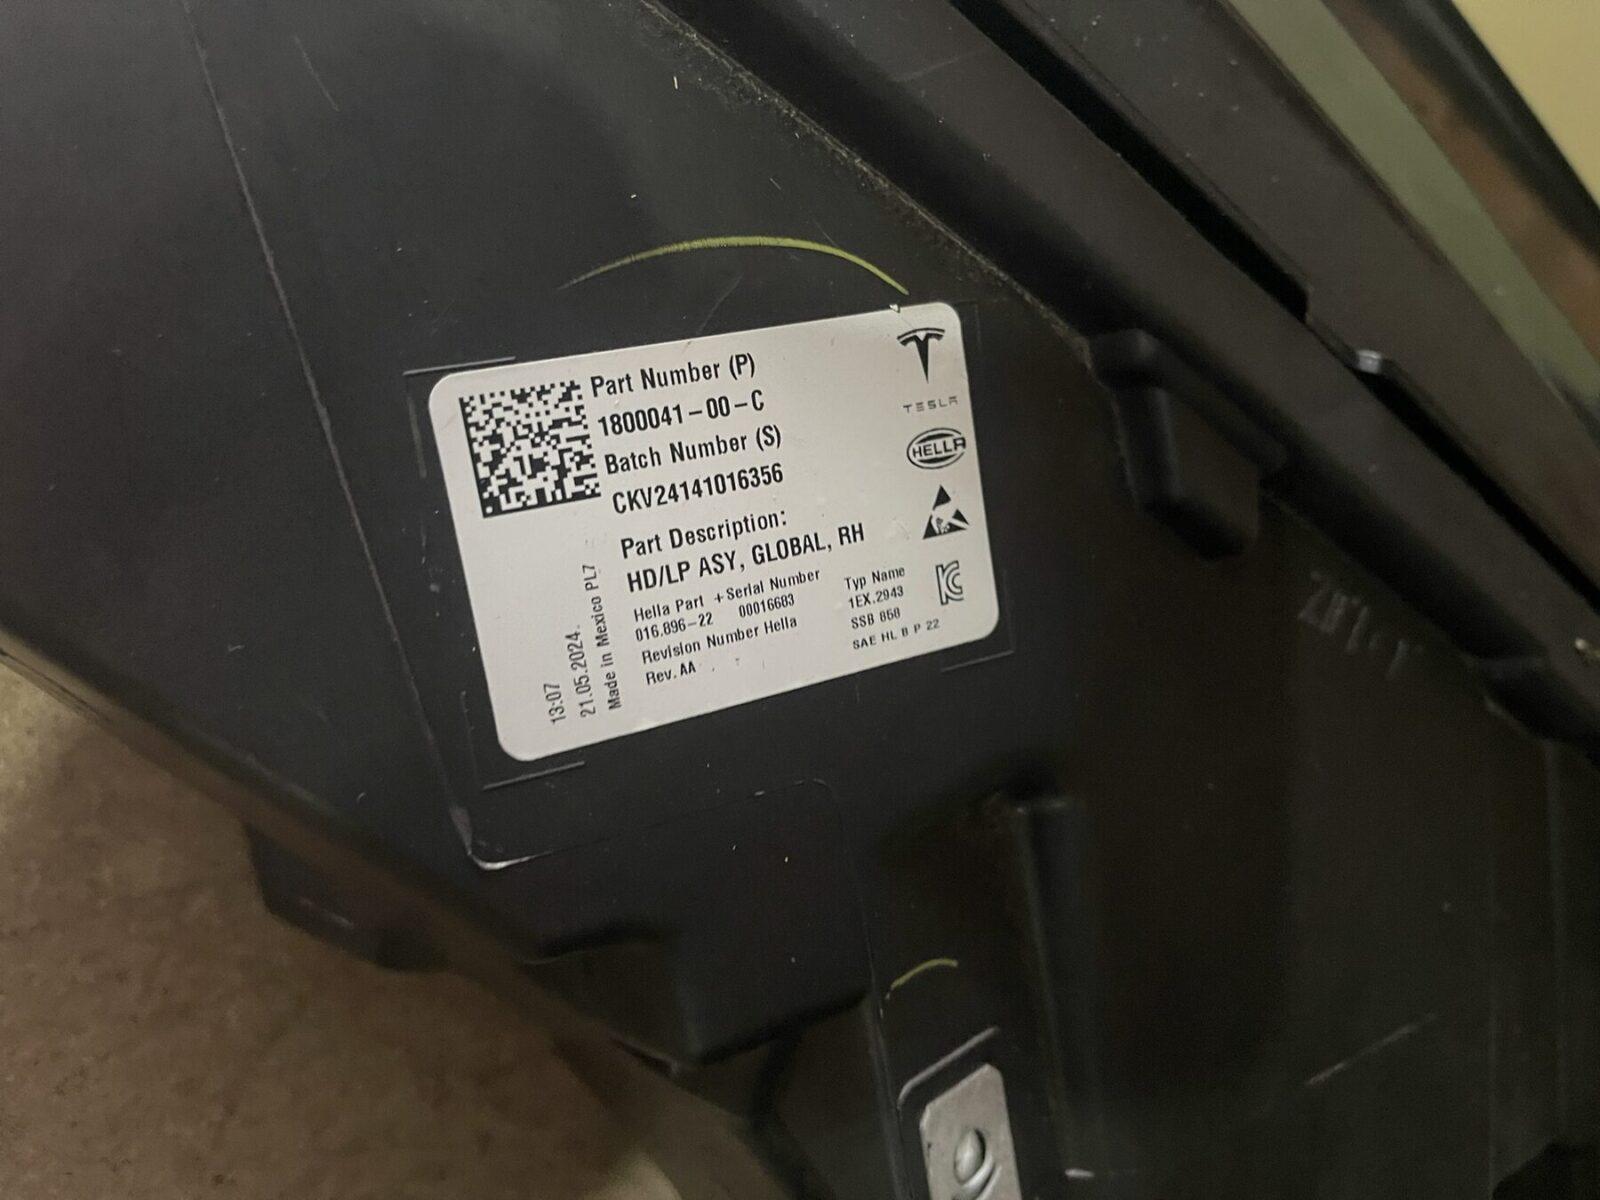 Part Number (P)
1800041-00-C
Batch Number (S)
CKV24141016356
Part Description:
HD/LP ASY, GLOBAL, RH
Hella Part + Serial Number
016.896-22 00016683
Revision Number Hella
Rev. AA
Typ Name
1EX.2943
SSB 868
SAE HL B P 22
13:07
21.05.2024.
Made in Mexico PL7
TESLA
HELLA